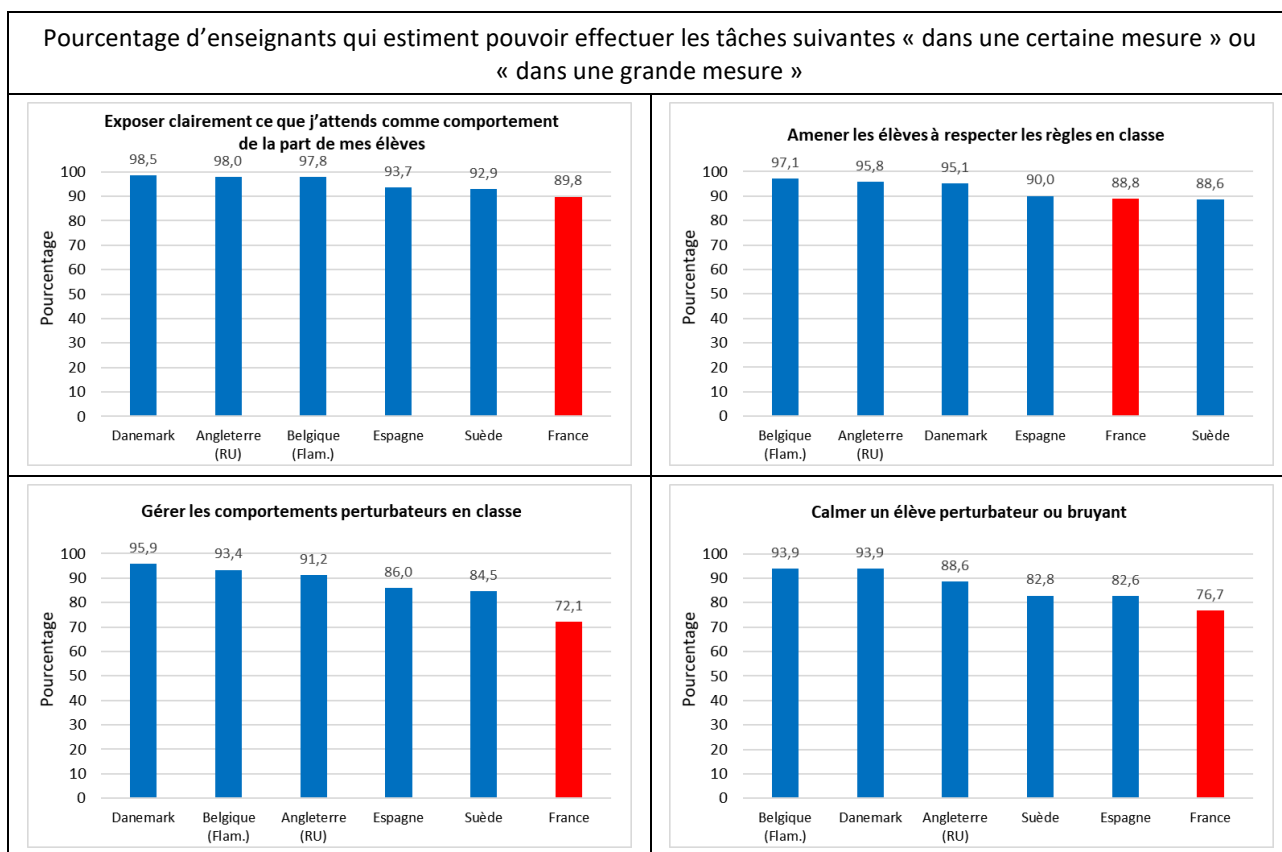 Pourcentage d’enseignants qui estiment pouvoir effectuer les tâches suivantes « dans une certaine mesure » ou
« dans une grande mesure »
Exposer clairement ce que j’attends comme comportement
de la part de mes élèves
Pourcentage
100
90
80
70
60
50
40
30
20
10
0
98,5 98,0 97,8 93,7 92,9 89,8
Danemark Angleterre Belgique Espagne Suède France
(RU) (Flam.)
Amener les élèves à respecter les règles en classe
Pourcentage
100
90
80
70
60
50
40
30
20
10
0
97,1 95,8 95,1 90,0 88,8 88,6
Belgique Angleterre Danemark Espagne France Suède
(Flam.) (RU)
Gérer les comportements perturbateurs en classe
Pourcentage
100
90
80
70
60
50
40
30
20
10
0
95,9 93,4 91,2 86,0 84,5 72,1
Danemark Belgique Angleterre Espagne Suède France
(Flam.) (RU)
Calmer un élève perturbateur ou bruyant
Pourcentage
100
90
80
70
60
50
40
30
20
10
0
93,9 93,9 88,6 82,8 82,6 76,7
Belgique Danemark Angleterre Suède Espagne France
(Flam.) (RU)